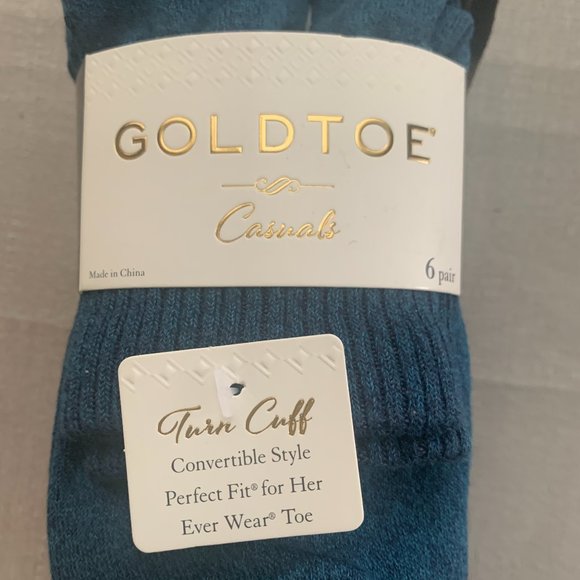 GOLDTOE®
Casuals
Made in China
6 pair
Turn Cuff
Convertible Style
Perfect Fit® for Her
Ever Wear® Toe